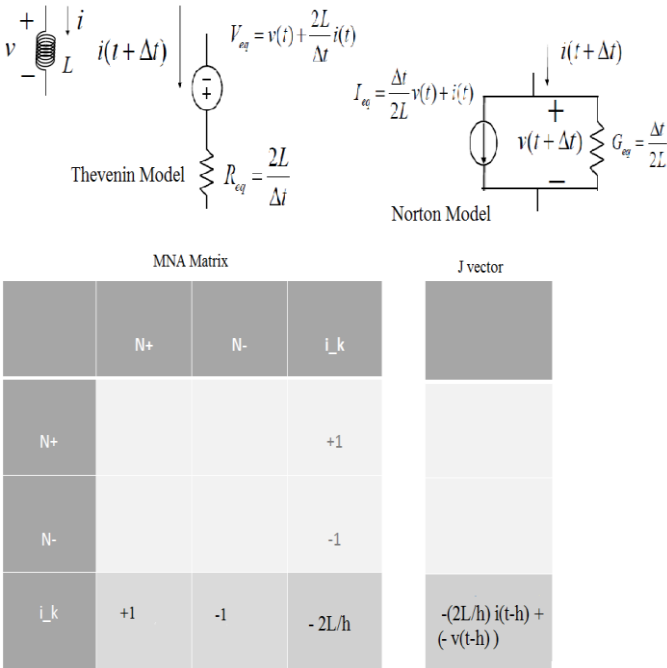 + i
v
−
L
i(t + Δt)
V_eq = v(t) + 2L/Δt i(t)
−
+
Thevenin Model
R_eq = 2L/Δt
i(t + Δt)
I_eq = Δt/2L v(t) + i(t)
+
v(t + Δt)
−
G_eq = Δt/2L
Norton Model
MNA Matrix
N+ N- i_k
N+ +1
N- -1
i_k +1 -1 - 2L/h
J vector
-(2L/h) i(t-h) +
(- v(t-h) )